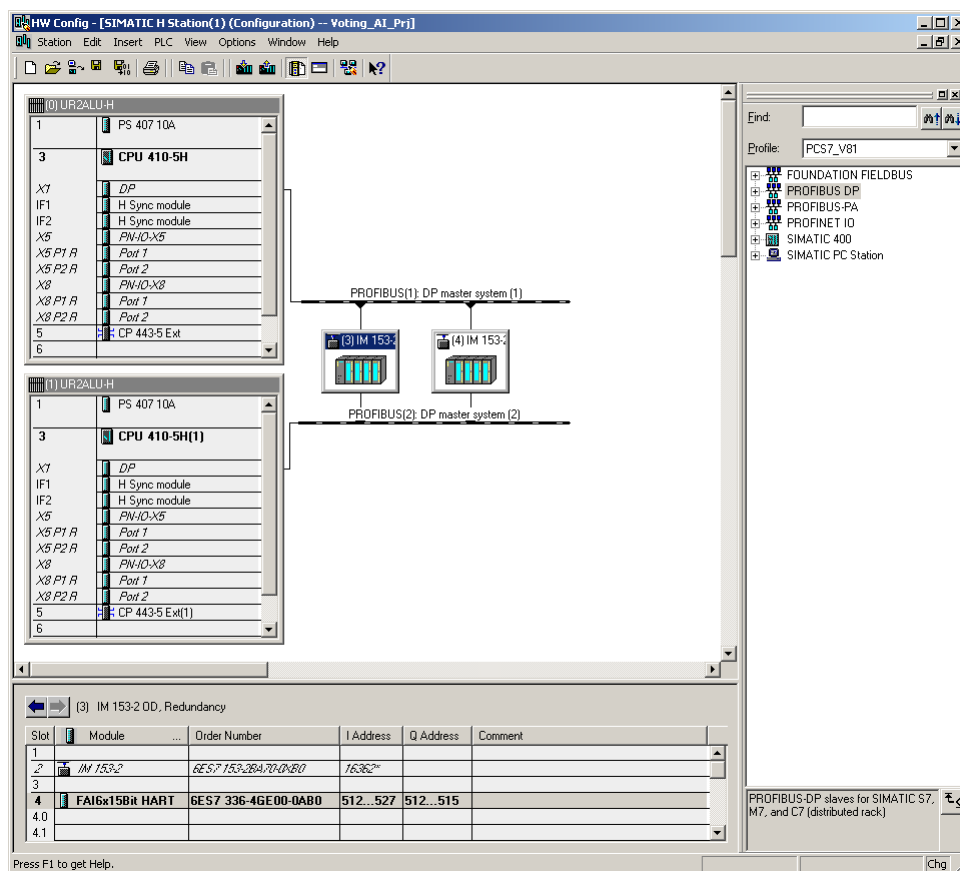 HW Config - [SIMATIC H Station(1) (Configuration) -- Voting_AI_Prj]
Station Edit Insert PLC View Options Window Help
(0) UR2ALU-H
1 PS 407 10A
3 CPU 410-5H
X1 DP
IF1 H Sync module
IF2 H Sync module
X5 PN-IO-X5
X5 P1 R Port 1
X5 P2 R Port 2
X8 PN-IO-X8
X8 P1 R Port 1
X8 P2 R Port 2
5 CP 443-5 Ext
6
(1) UR2ALU-H
1 PS 407 10A
3 CPU 410-5H(1)
X1 DP
IF1 H Sync module
IF2 H Sync module
X5 PN-IO-X5
X5 P1 R Port 1
X5 P2 R Port 2
X8 PN-IO-X8
X8 P1 R Port 1
X8 P2 R Port 2
5 CP 443-5 Ext(1)
6
PROFIBUS(1): DP master system (1)
(3) IM 153-2
(4) IM 153-2
PROFIBUS(2): DP master system (2)
Find:
Profile: PCS7_V81
FOUNDATION FIELDBUS
PROFIBUS DP
PROFIBUS-PA
PROFINET IO
SIMATIC 400
SIMATIC PC Station
(3) IM 153-2 OD, Redundancy
Slot Module ... Order Number I Address Q Address Comment
1
2 IM 153-2 6ES7 153-2BA70-0XB0 16362*
3
4 FAI6x15Bit HART 6ES7 336-4GE00-0AB0 512...527 512...515
4.0
4.1
PROFIBUS-DP slaves for SIMATIC S7,
M7, and C7 (distributed rack)
Press F1 to get Help.
Chg